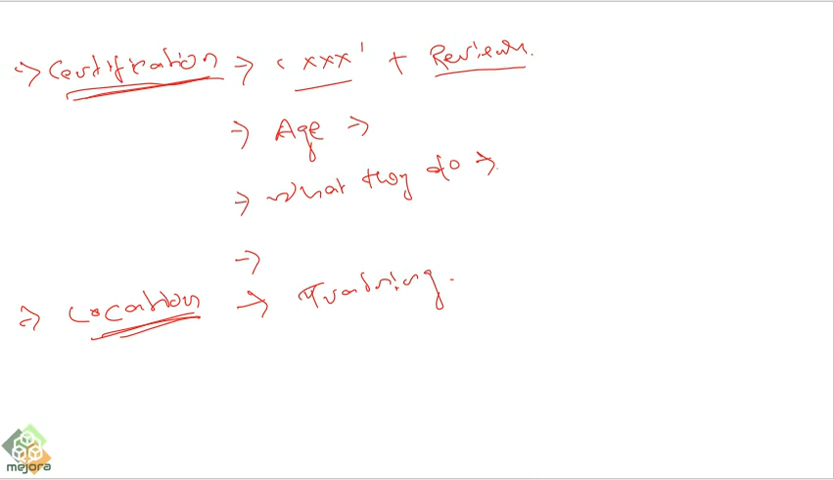 → Certification → ' xxx ' + Reviews.
→ Age →
→ What they do →
→
→ Location → Training.
mejora